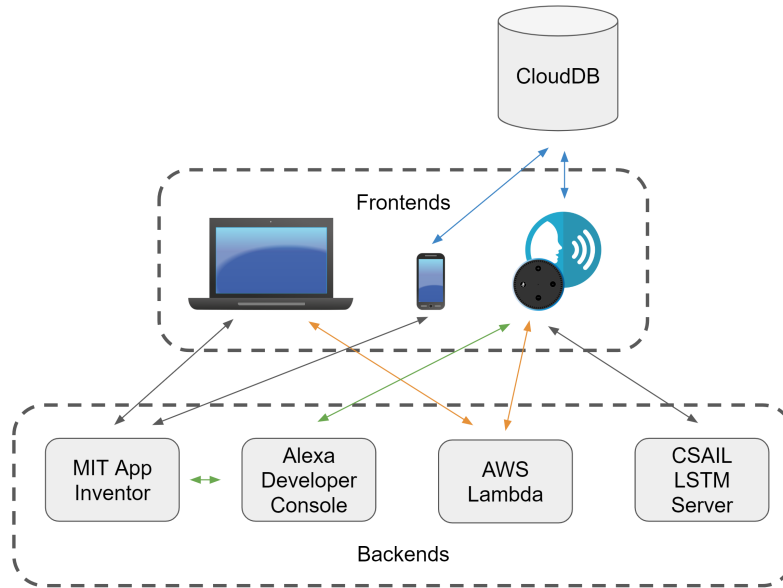 CloudDB
Frontends
MIT App
Inventor
Alexa
Developer
Console
AWS
Lambda
CSAIL
LSTM
Server
Backends